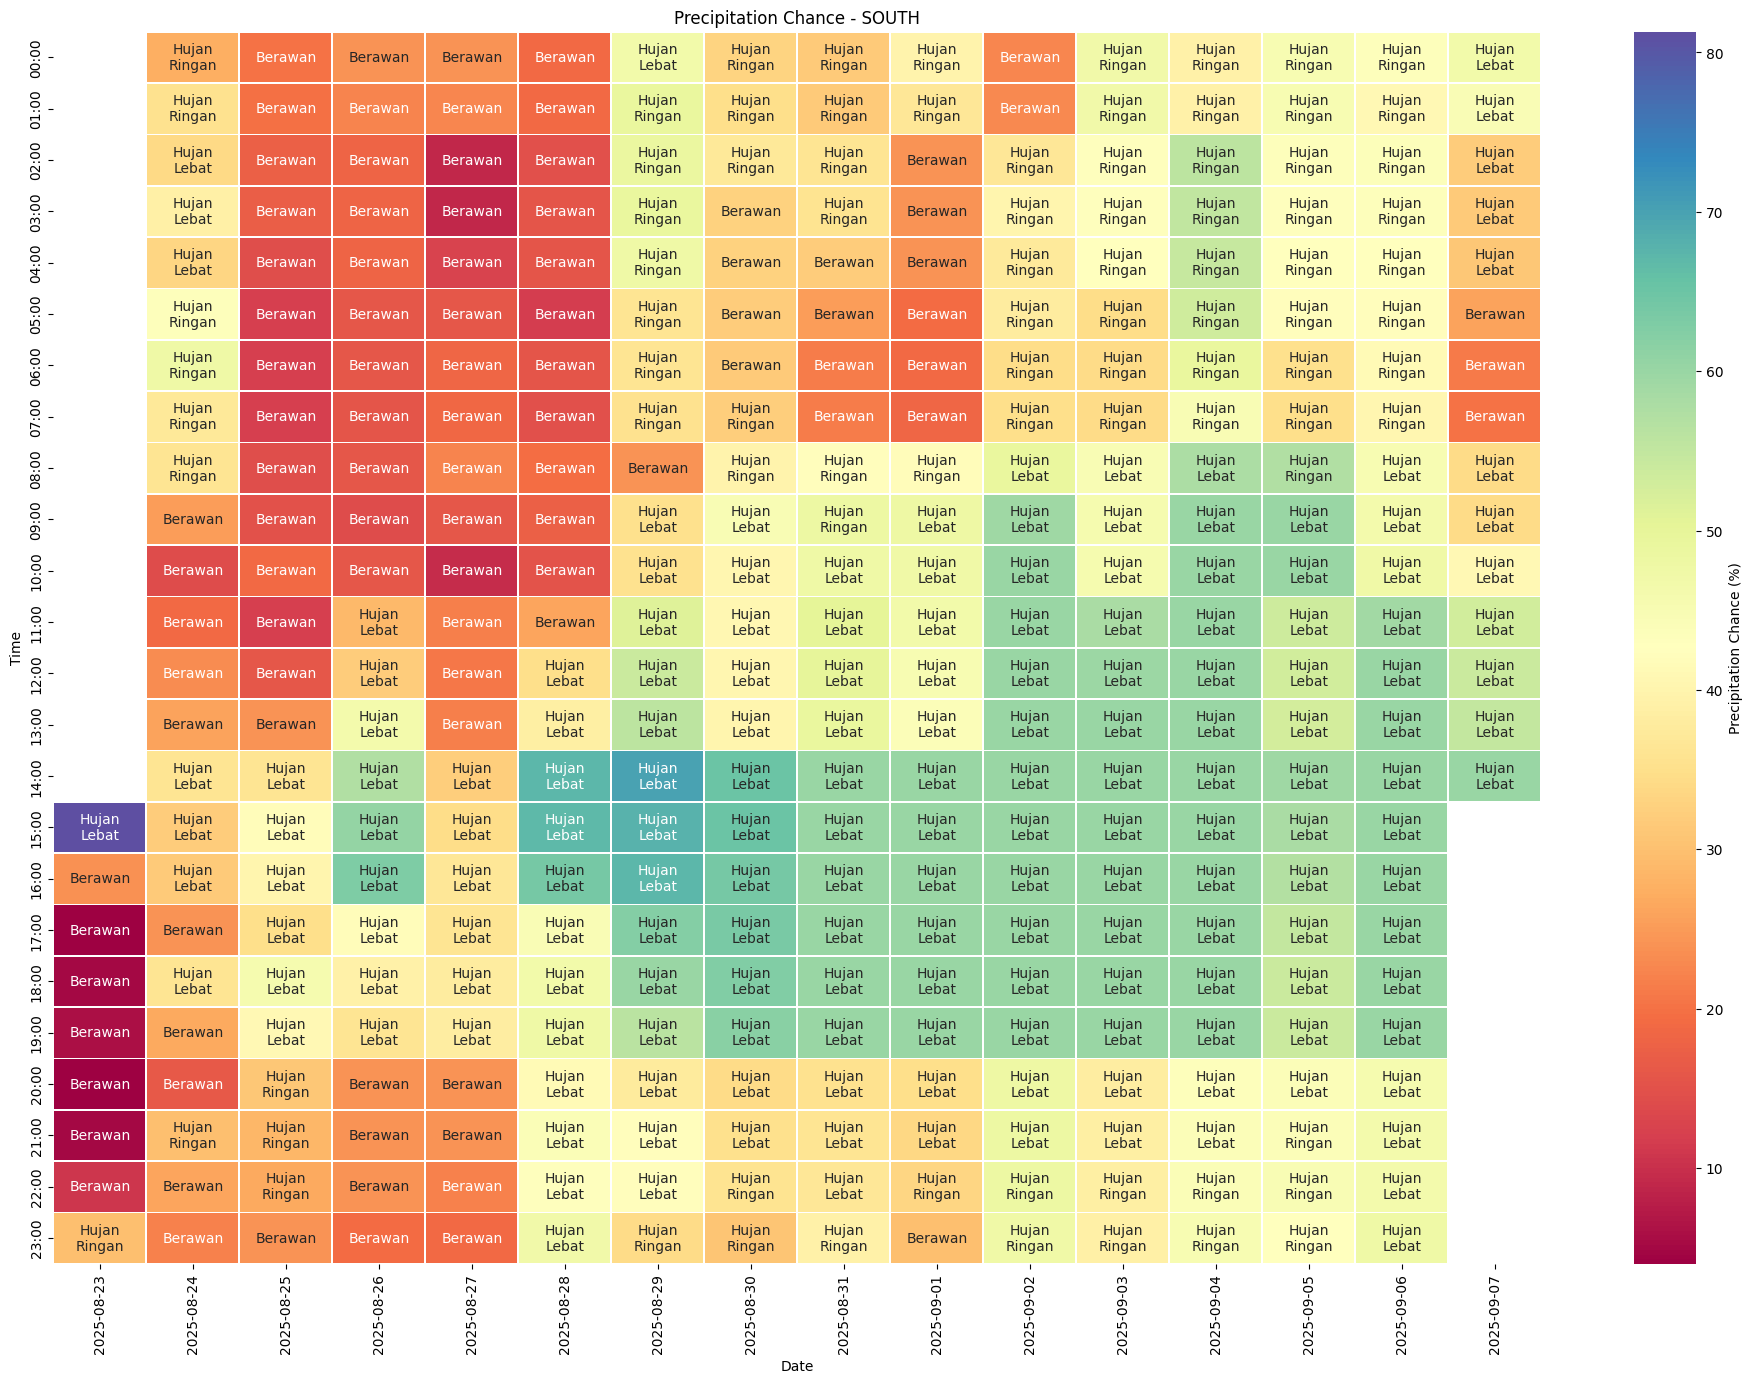 Precipitation Chance - SOUTH
00:00 Hujan Ringan Berawan Berawan Berawan Berawan Hujan Lebat Hujan Ringan Hujan Ringan Hujan Ringan Berawan Hujan Ringan Hujan Ringan Hujan Ringan Hujan Ringan Hujan Lebat
01:00 Hujan Ringan Berawan Berawan Berawan Berawan Hujan Ringan Hujan Ringan Hujan Ringan Hujan Ringan Berawan Hujan Ringan Hujan Ringan Hujan Ringan Hujan Ringan Hujan Lebat
02:00 Hujan Lebat Berawan Berawan Berawan Berawan Hujan Ringan Hujan Ringan Hujan Ringan Berawan Hujan Ringan Hujan Ringan Hujan Ringan Hujan Ringan Hujan Ringan Hujan Lebat
03:00 Hujan Lebat Berawan Berawan Berawan Berawan Hujan Ringan Berawan Hujan Ringan Berawan Hujan Ringan Hujan Ringan Hujan Ringan Hujan Ringan Hujan Ringan Hujan Lebat
04:00 Hujan Lebat Berawan Berawan Berawan Berawan Hujan Ringan Berawan Berawan Berawan Hujan Ringan Hujan Ringan Hujan Ringan Hujan Ringan Hujan Ringan Hujan Lebat
05:00 Hujan Ringan Berawan Berawan Berawan Berawan Hujan Ringan Berawan Berawan Berawan Hujan Ringan Hujan Ringan Hujan Ringan Hujan Ringan Hujan Ringan Berawan
06:00 Hujan Ringan Berawan Berawan Berawan Berawan Hujan Ringan Berawan Berawan Berawan Hujan Ringan Hujan Ringan Hujan Ringan Hujan Ringan Hujan Ringan Berawan
07:00 Hujan Ringan Berawan Berawan Berawan Berawan Hujan Ringan Hujan Ringan Berawan Berawan Hujan Ringan Hujan Ringan Hujan Ringan Hujan Ringan Hujan Ringan Berawan
08:00 Hujan Ringan Berawan Berawan Berawan Berawan Berawan Hujan Ringan Hujan Ringan Hujan Ringan Hujan Lebat Hujan Lebat Hujan Lebat Hujan Ringan Hujan Lebat Hujan Lebat
09:00 Berawan Berawan Berawan Berawan Berawan Hujan Lebat Hujan Lebat Hujan Ringan Hujan Lebat Hujan Lebat Hujan Lebat Hujan Lebat Hujan Lebat Hujan Lebat Hujan Lebat
10:00 Berawan Berawan Berawan Berawan Berawan Hujan Lebat Hujan Lebat Hujan Lebat Hujan Lebat Hujan Lebat Hujan Lebat Hujan Lebat Hujan Lebat Hujan Lebat Hujan Lebat
11:00 Berawan Berawan Hujan Lebat Berawan Berawan Hujan Lebat Hujan Lebat Hujan Lebat Hujan Lebat Hujan Lebat Hujan Lebat Hujan Lebat Hujan Lebat Hujan Lebat Hujan Lebat
12:00 Berawan Berawan Hujan Lebat Berawan Hujan Lebat Hujan Lebat Hujan Lebat Hujan Lebat Hujan Lebat Hujan Lebat Hujan Lebat Hujan Lebat Hujan Lebat Hujan Lebat Hujan Lebat
13:00 Berawan Berawan Hujan Lebat Berawan Hujan Lebat Hujan Lebat Hujan Lebat Hujan Lebat Hujan Lebat Hujan Lebat Hujan Lebat Hujan Lebat Hujan Lebat Hujan Lebat Hujan Lebat
14:00 Hujan Lebat Hujan Lebat Hujan Lebat Hujan Lebat Hujan Lebat Hujan Lebat Hujan Lebat Hujan Lebat Hujan Lebat Hujan Lebat Hujan Lebat Hujan Lebat Hujan Lebat Hujan Lebat Hujan Lebat
15:00 Hujan Lebat Hujan Lebat Hujan Lebat Hujan Lebat Hujan Lebat Hujan Lebat Hujan Lebat Hujan Lebat Hujan Lebat Hujan Lebat Hujan Lebat Hujan Lebat Hujan Lebat Hujan Lebat Hujan Lebat
16:00 Berawan Hujan Lebat Hujan Lebat Hujan Lebat Hujan Lebat Hujan Lebat Hujan Lebat Hujan Lebat Hujan Lebat Hujan Lebat Hujan Lebat Hujan Lebat Hujan Lebat Hujan Lebat Hujan Lebat
17:00 Berawan Berawan Hujan Lebat Hujan Lebat Hujan Lebat Hujan Lebat Hujan Lebat Hujan Lebat Hujan Lebat Hujan Lebat Hujan Lebat Hujan Lebat Hujan Lebat Hujan Lebat Hujan Lebat
18:00 Berawan Hujan Lebat Hujan Lebat Hujan Lebat Hujan Lebat Hujan Lebat Hujan Lebat Hujan Lebat Hujan Lebat Hujan Lebat Hujan Lebat Hujan Lebat Hujan Lebat Hujan Lebat Hujan Lebat
19:00 Berawan Berawan Hujan Lebat Hujan Lebat Hujan Lebat Hujan Lebat Hujan Lebat Hujan Lebat Hujan Lebat Hujan Lebat Hujan Lebat Hujan Lebat Hujan Lebat Hujan Lebat Hujan Lebat
20:00 Berawan Berawan Hujan Ringan Berawan Berawan Hujan Lebat Hujan Lebat Hujan Lebat Hujan Lebat Hujan Lebat Hujan Lebat Hujan Lebat Hujan Lebat Hujan Lebat Hujan Lebat
21:00 Berawan Hujan Ringan Hujan Ringan Berawan Berawan Hujan Lebat Hujan Lebat Hujan Lebat Hujan Lebat Hujan Lebat Hujan Lebat Hujan Lebat Hujan Lebat Hujan Ringan Hujan Lebat
22:00 Berawan Berawan Hujan Ringan Berawan Berawan Hujan Lebat Hujan Lebat Hujan Ringan Hujan Lebat Hujan Ringan Hujan Ringan Hujan Ringan Hujan Ringan Hujan Ringan Hujan Lebat
23:00 Hujan Ringan Berawan Berawan Berawan Berawan Hujan Lebat Hujan Ringan Hujan Ringan Hujan Ringan Berawan Hujan Ringan Hujan Ringan Hujan Ringan Hujan Ringan Hujan Lebat
Time
2025-08-23 2025-08-24 2025-08-25 2025-08-26 2025-08-27 2025-08-28 2025-08-29 2025-08-30 2025-08-31 2025-09-01 2025-09-02 2025-09-03 2025-09-04 2025-09-05 2025-09-06 2025-09-07
Date
80
70
60
50
40
30
20
10
Precipitation Chance (%)